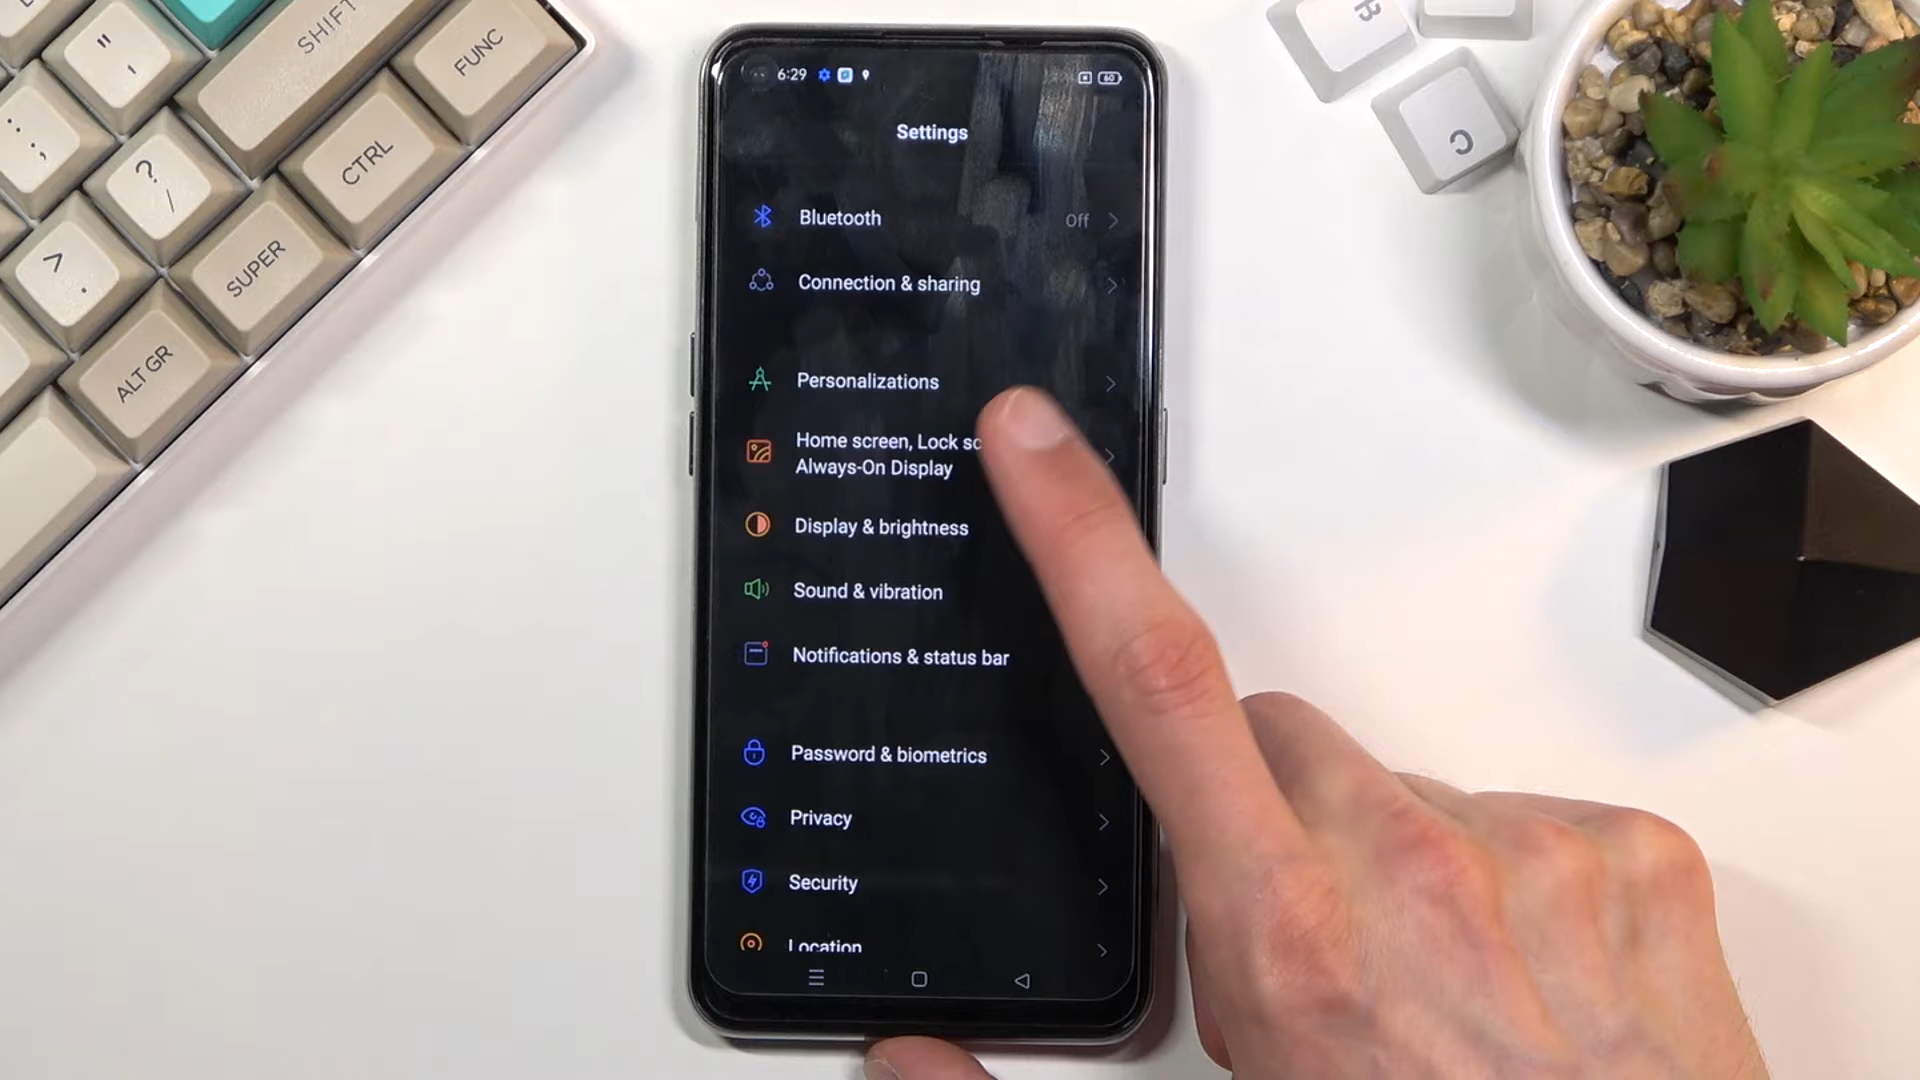 6:29
60
Settings
Bluetooth
Off
Connection & sharing
Personalizations
Home screen, Lock sc
Always-On Display
Display & brightness
Sound & vibration
Notifications & status bar
Password & biometrics
Privacy
Security
Location
SHIFT
FUNC
"
'
;
?
/
CTRL
>
.
SUPER
ALT GR
R
C